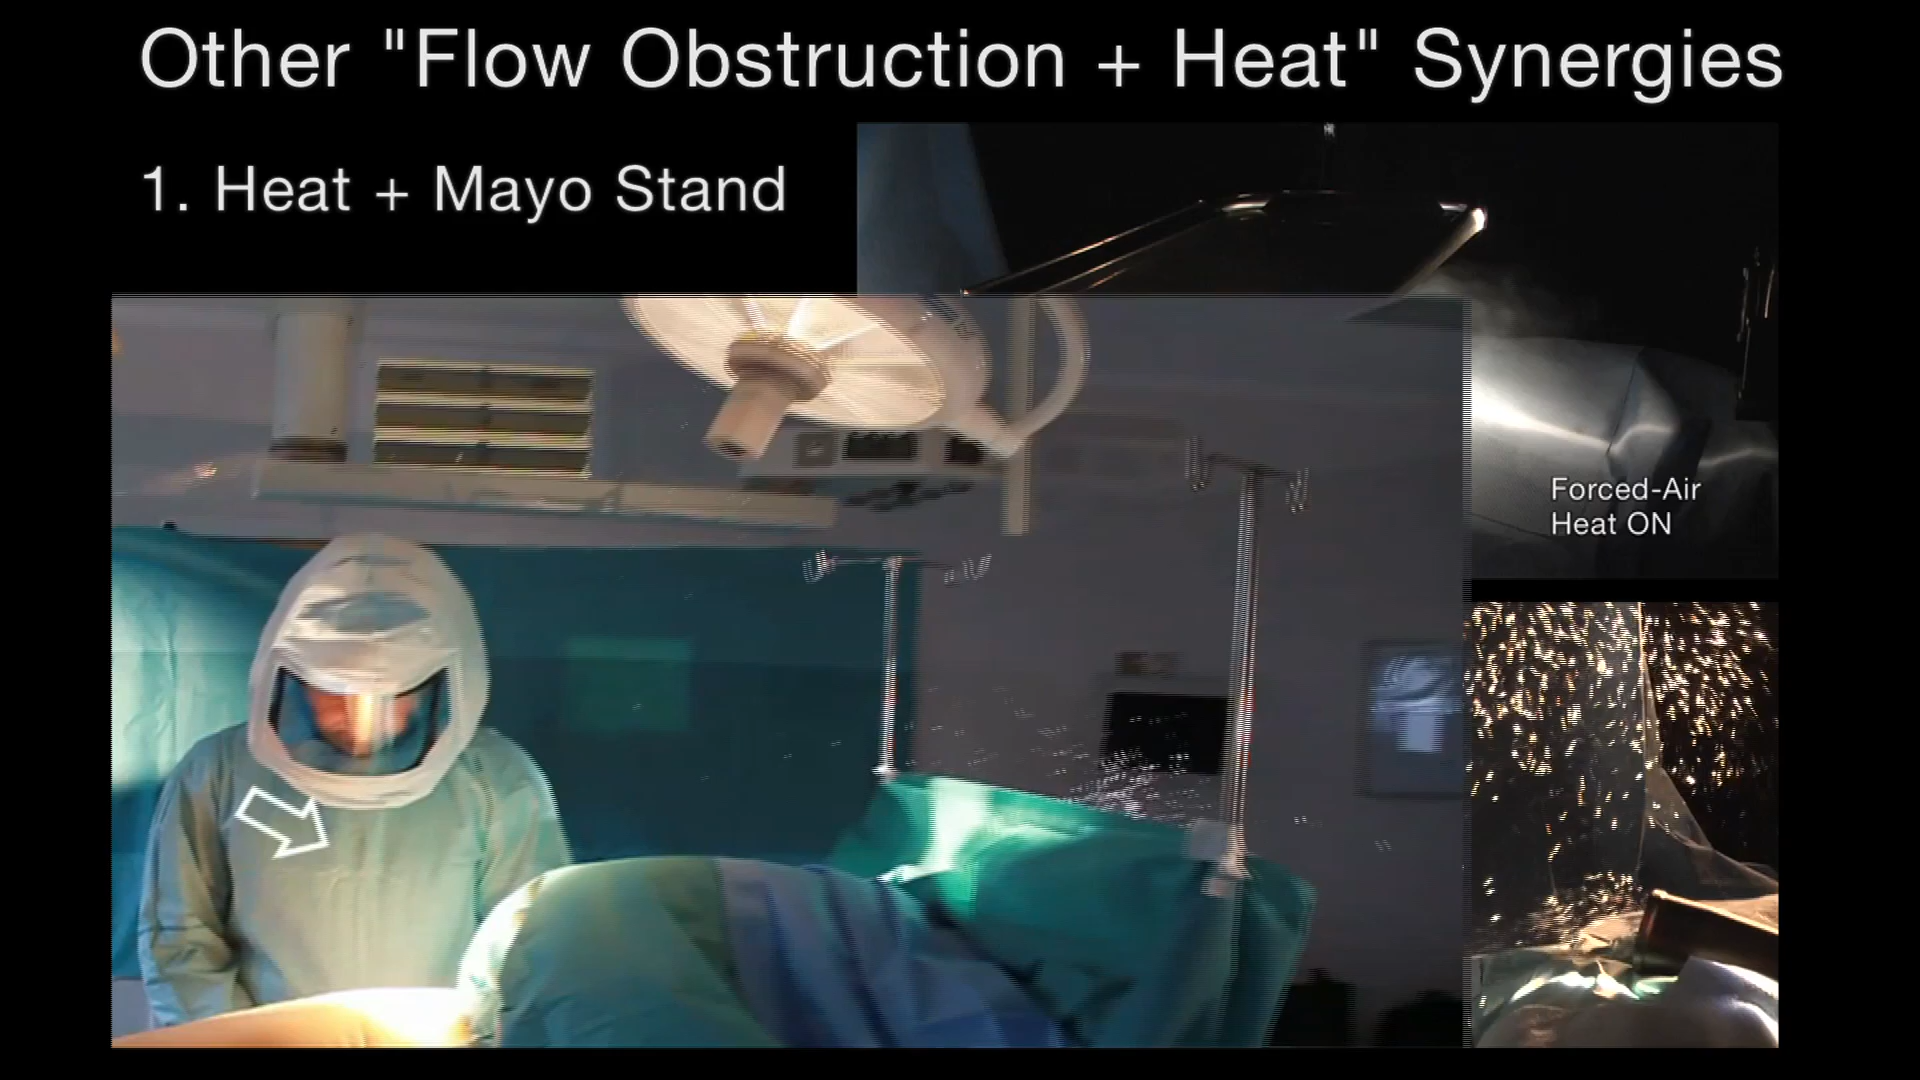 Other "Flow Obstruction + Heat" Synergies
1. Heat + Mayo Stand
Forced-Air
Heat ON